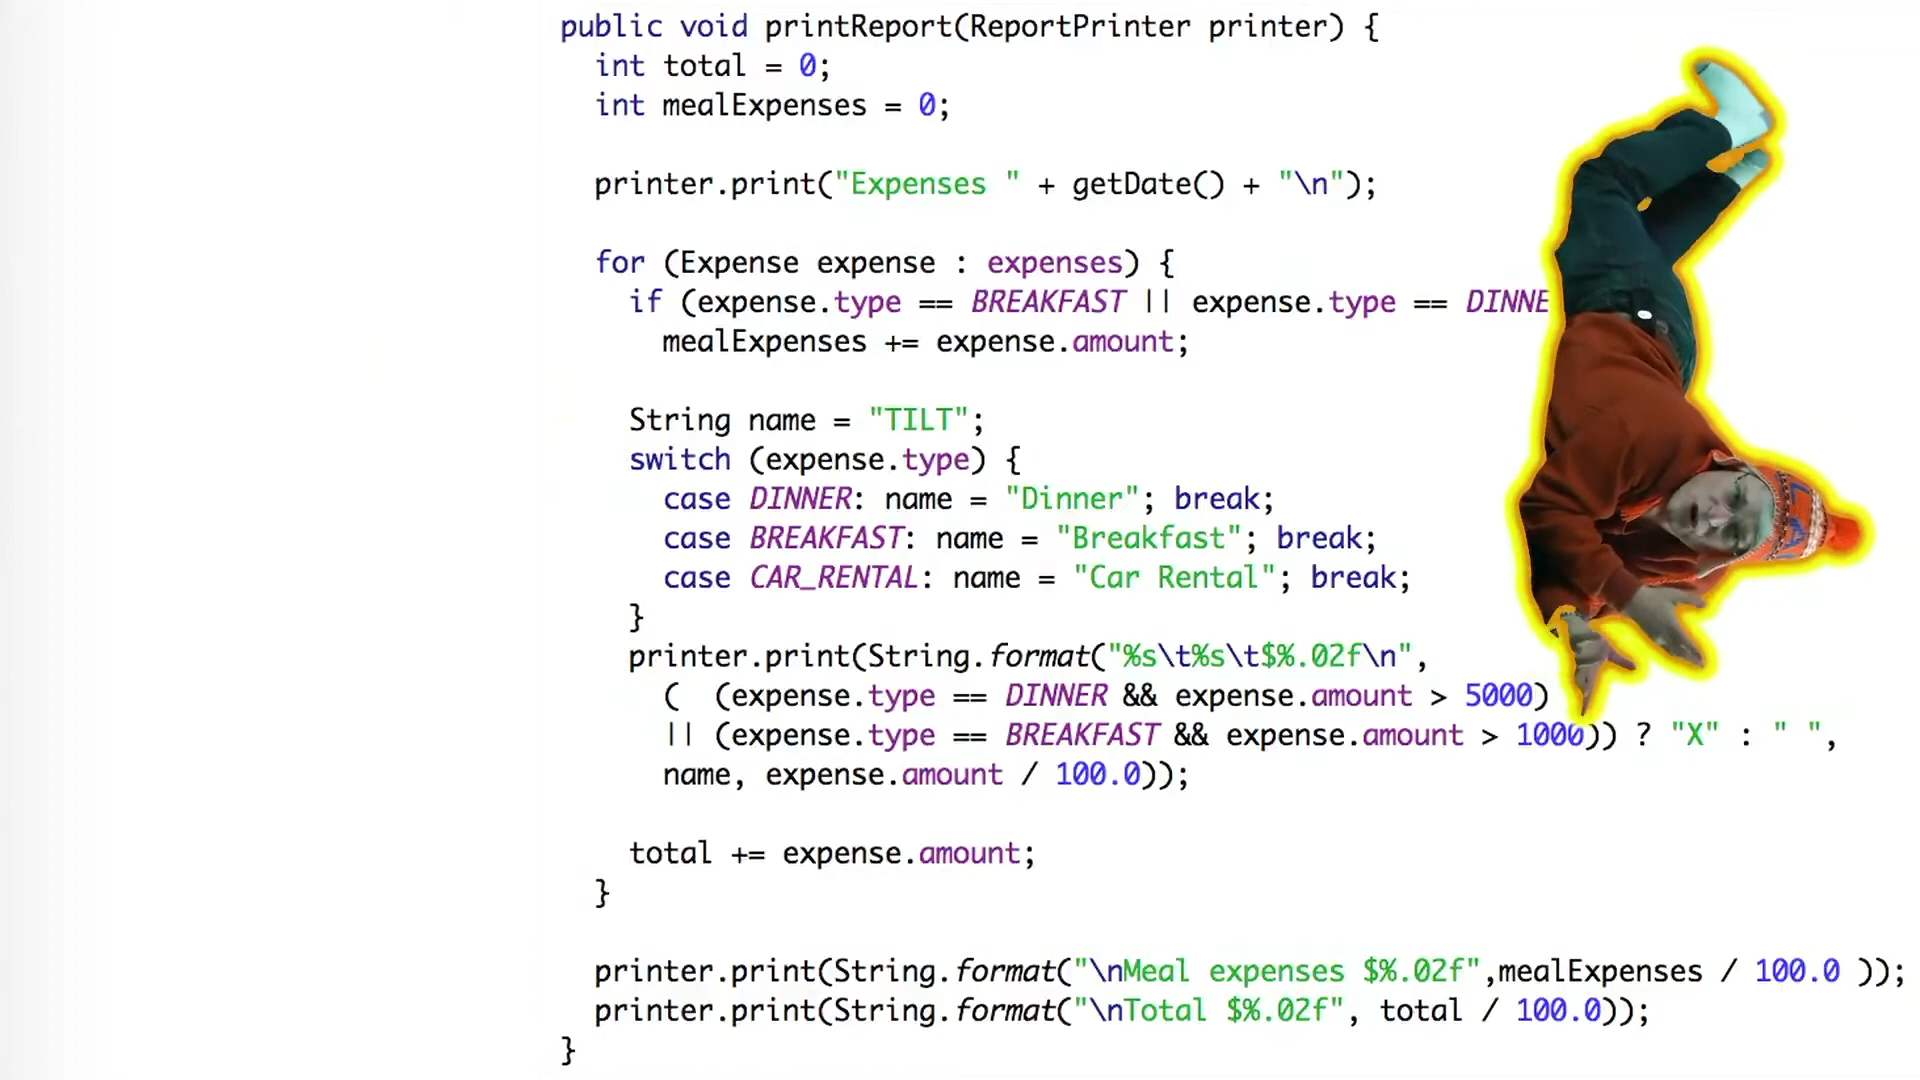 public void printReport(ReportPrinter printer) {
int total = 0;
int mealExpenses = 0;
printer.print("Expenses " + getDate() + "\n");
for (Expense expense : expenses) {
if (expense.type == BREAKFAST || expense.type == DINNE
mealExpenses += expense.amount;
String name = "TILT";
switch (expense.type) {
case DINNER: name = "Dinner"; break;
case BREAKFAST: name = "Breakfast"; break;
case CAR_RENTAL: name = "Car Rental"; break;
}
printer.print(String.format("%s\t%s\t$%.02f\n",
( (expense.type == DINNER && expense.amount > 5000)
|| (expense.type == BREAKFAST && expense.amount > 1000)) ? "X" : " ",
name, expense.amount / 100.0));
total += expense.amount;
}
printer.print(String.format("\nMeal expenses $%.02f",mealExpenses / 100.0 ));
printer.print(String.format("\nTotal $%.02f", total / 100.0));
}